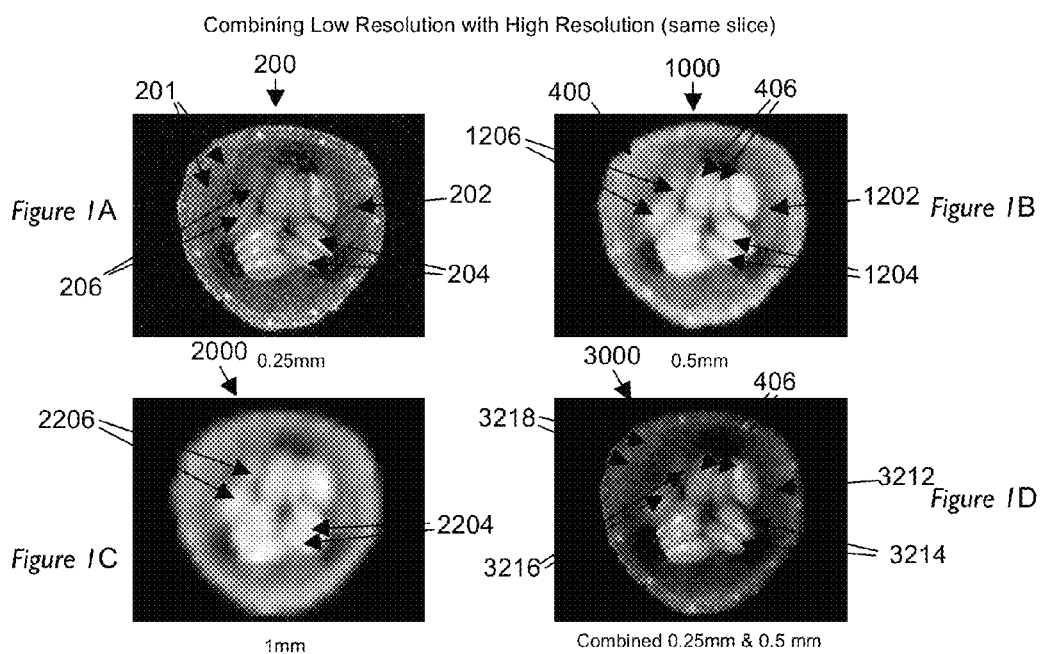 Combining Low Resolution with High Resolution (same slice)
200
201
202
206
204
Figure 1A
0.25mm
1000
400
406
1206
1202
1204
Figure 1B
0.5mm
2000
2206
2204
Figure 1C
1mm
3000
406
3218
3212
3216
3214
Figure 1D
Combined 0.25mm & 0.5 mm